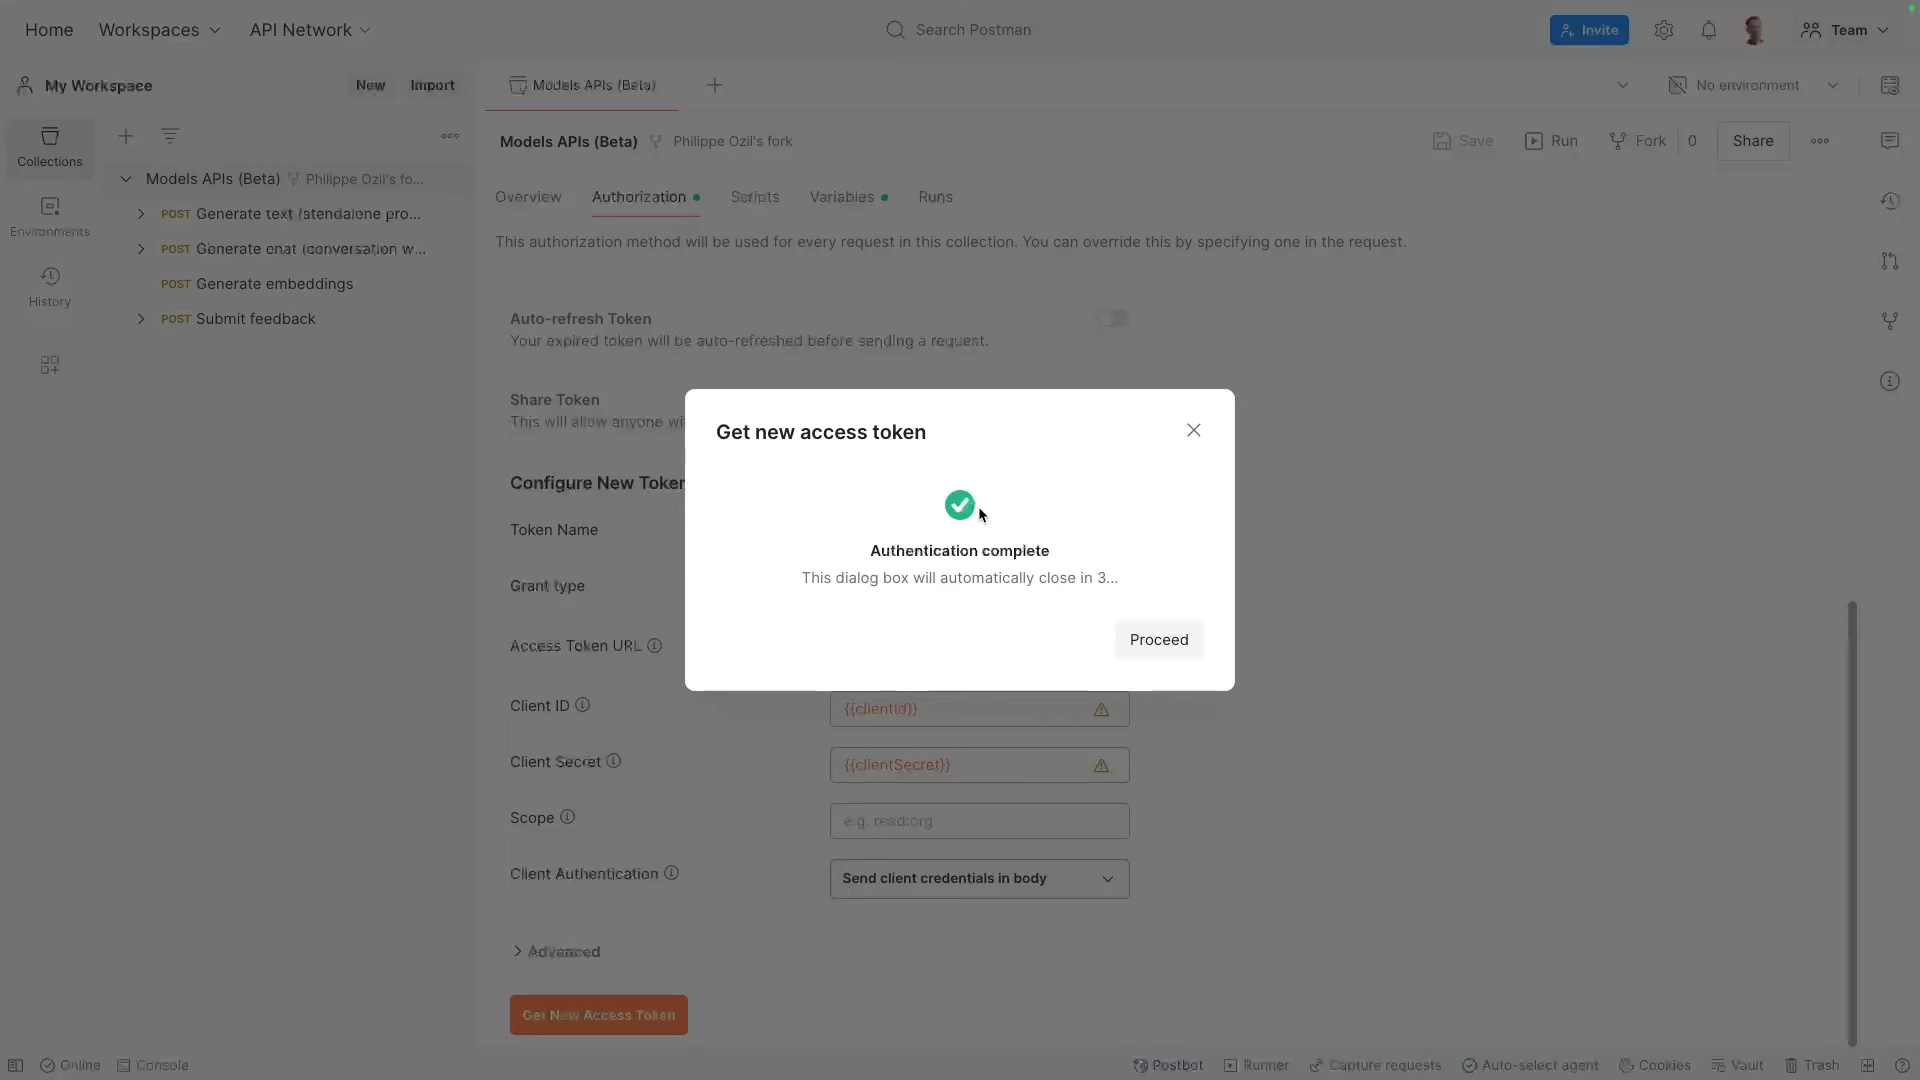 Home Workspaces API Network Search Postman Invite Team
My Workspace New Import Models APIs (Beta) No environment
Collections
Environments
History
Models APIs (Beta) Philippe Ozil's fo...
POST Generate text (standalone pro...
POST Generate chat (conversation w...
POST Generate embeddings
POST Submit feedback
Models APIs (Beta) Philippe Ozil's fork Save Run Fork 0 Share
Overview Authorization Scripts Variables Runs
This authorization method will be used for every request in this collection. You can override this by specifying one in the request.
Auto-refresh Token
Your expired token will be auto-refreshed before sending a request.
Share Token
This will allow anyone wi
Configure New Token
Token Name
Grant type
Access Token URL
Client ID {{clientId}}
Client Secret {{clientSecret}}
Scope e.g. read:org
Client Authentication Send client credentials in body
Advanced
Get New Access Token
Get new access token
Authentication complete
This dialog box will automatically close in 3...
Proceed
Online Console Postbot Runner Capture requests Auto-select agent Cookies Vault Trash